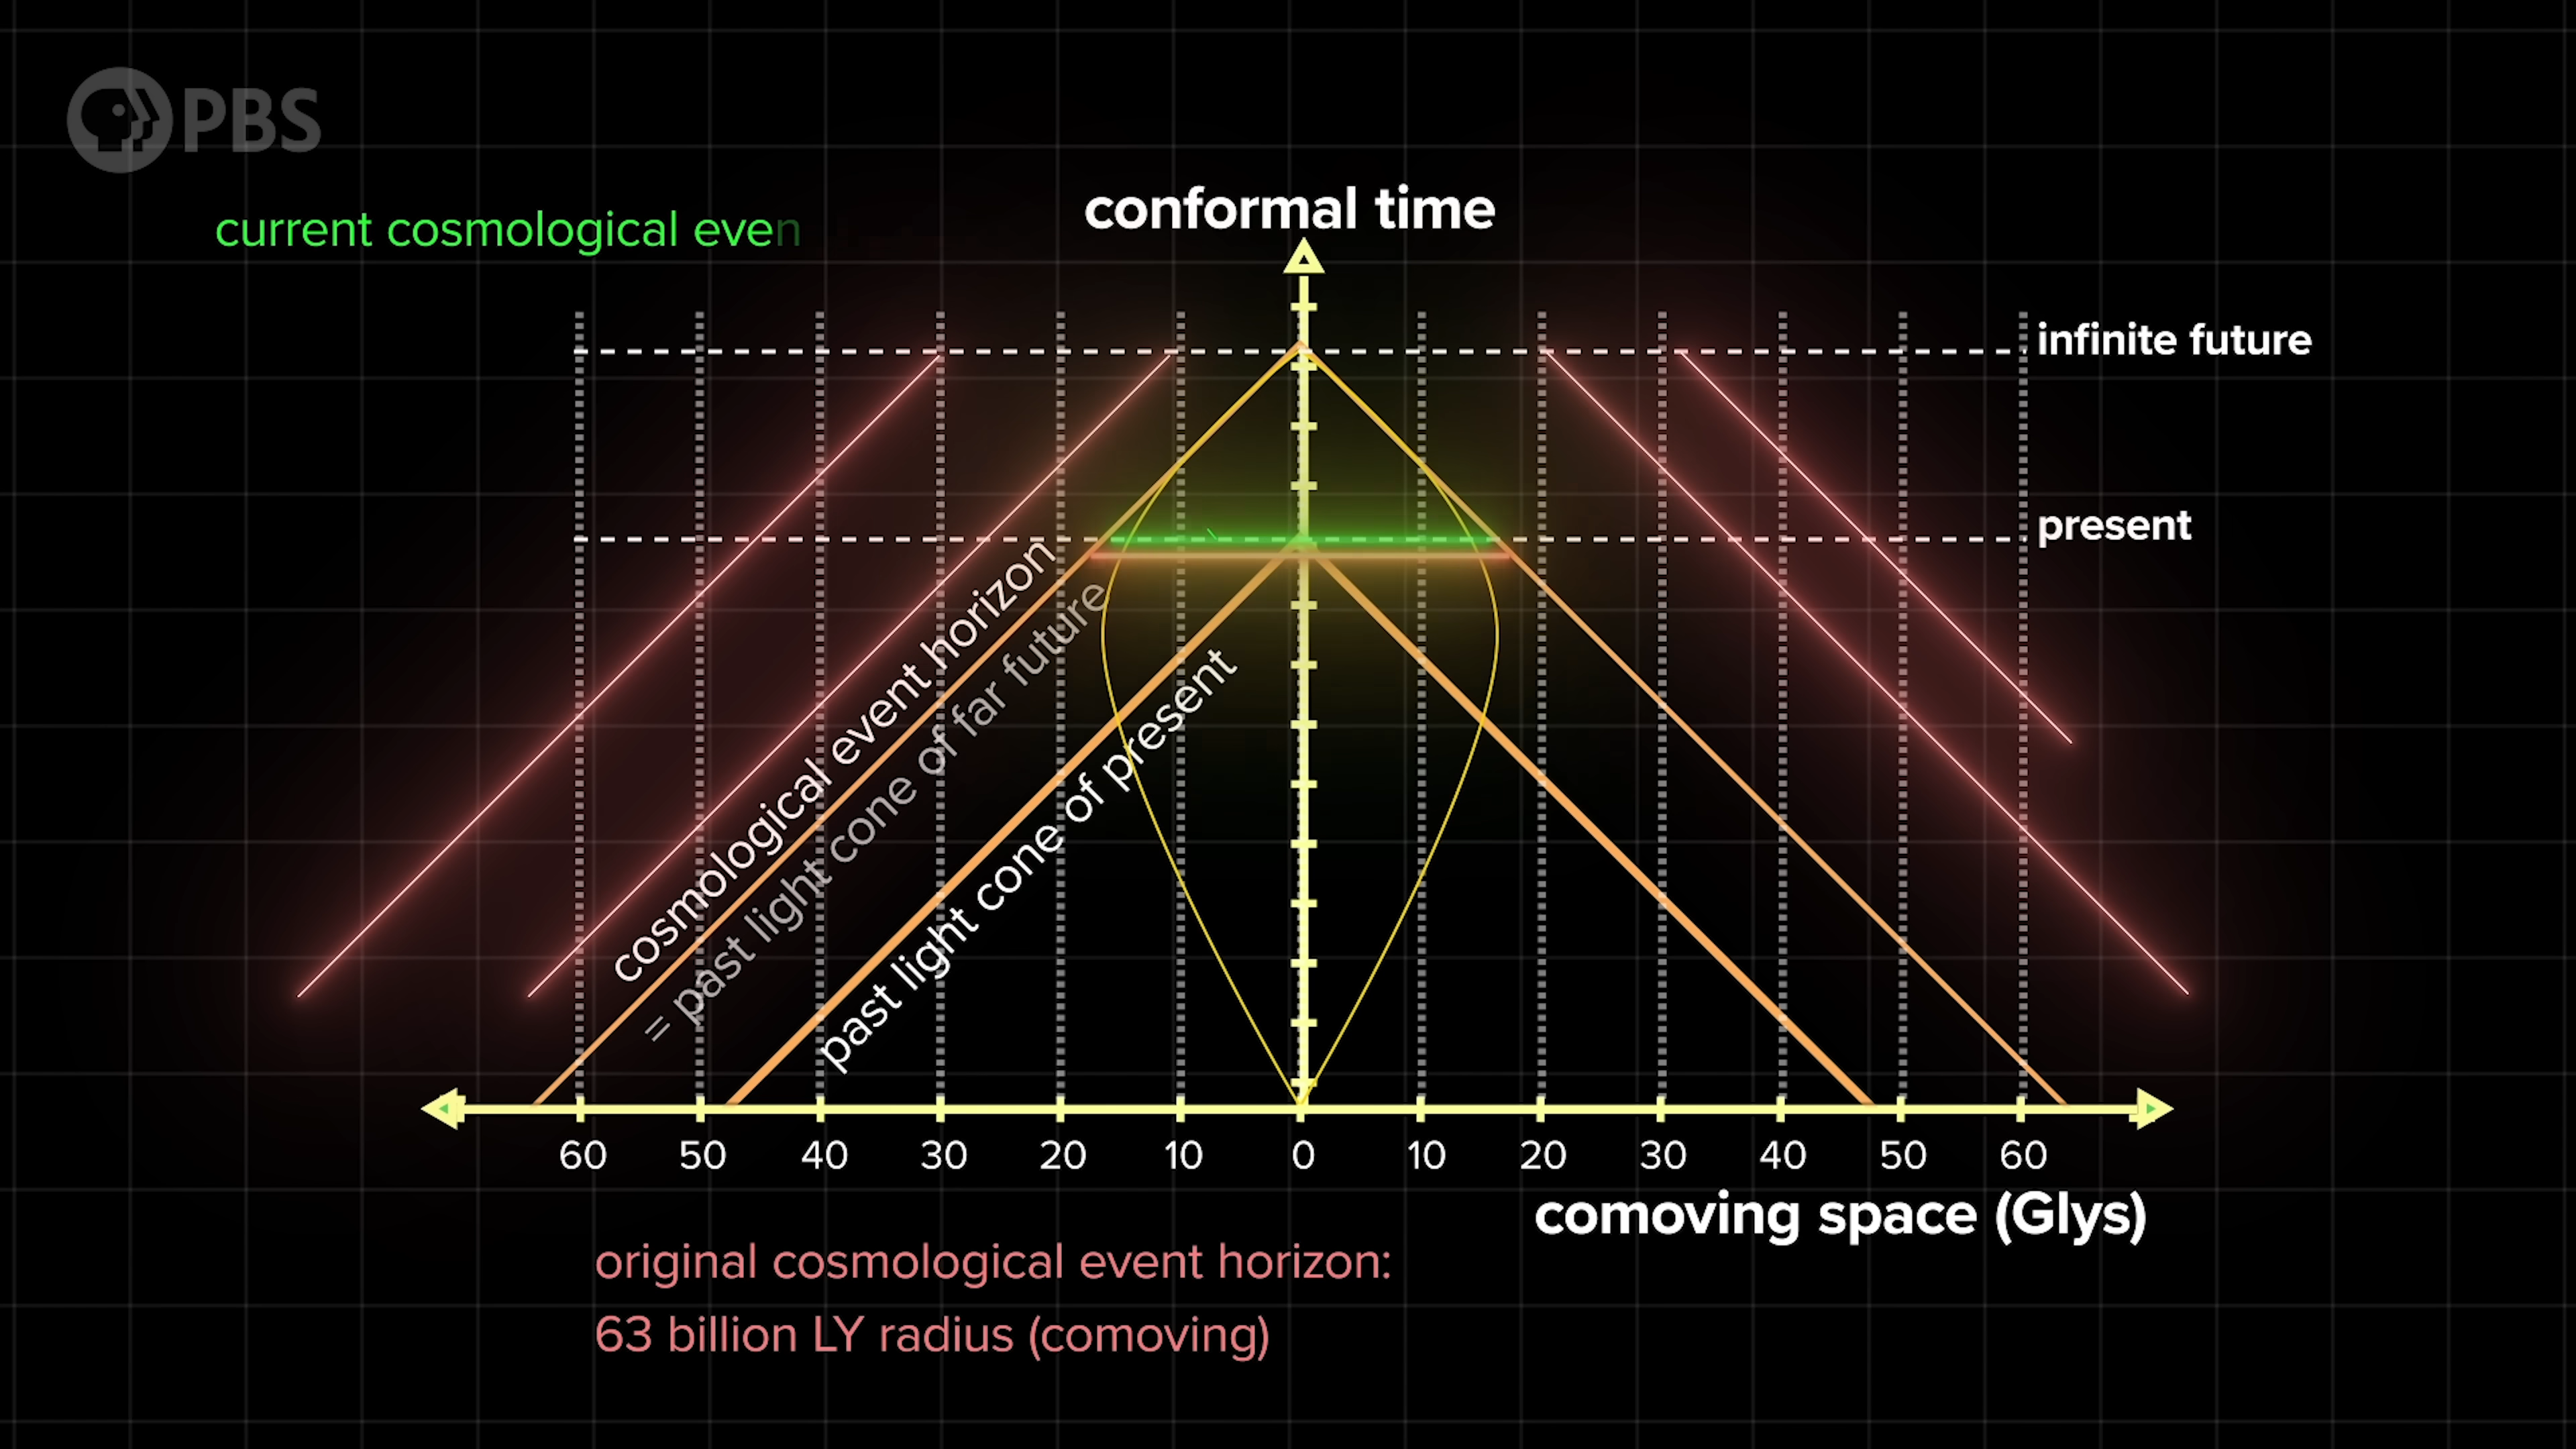 PBS
current cosmological even
conformal time
infinite future
present
cosmological event horizon
= past light cone of far future
past light cone of present
60 50 40 30 20 10 0 10 20 30 40 50 60
comoving space (Glys)
original cosmological event horizon:
63 billion LY radius (comoving)